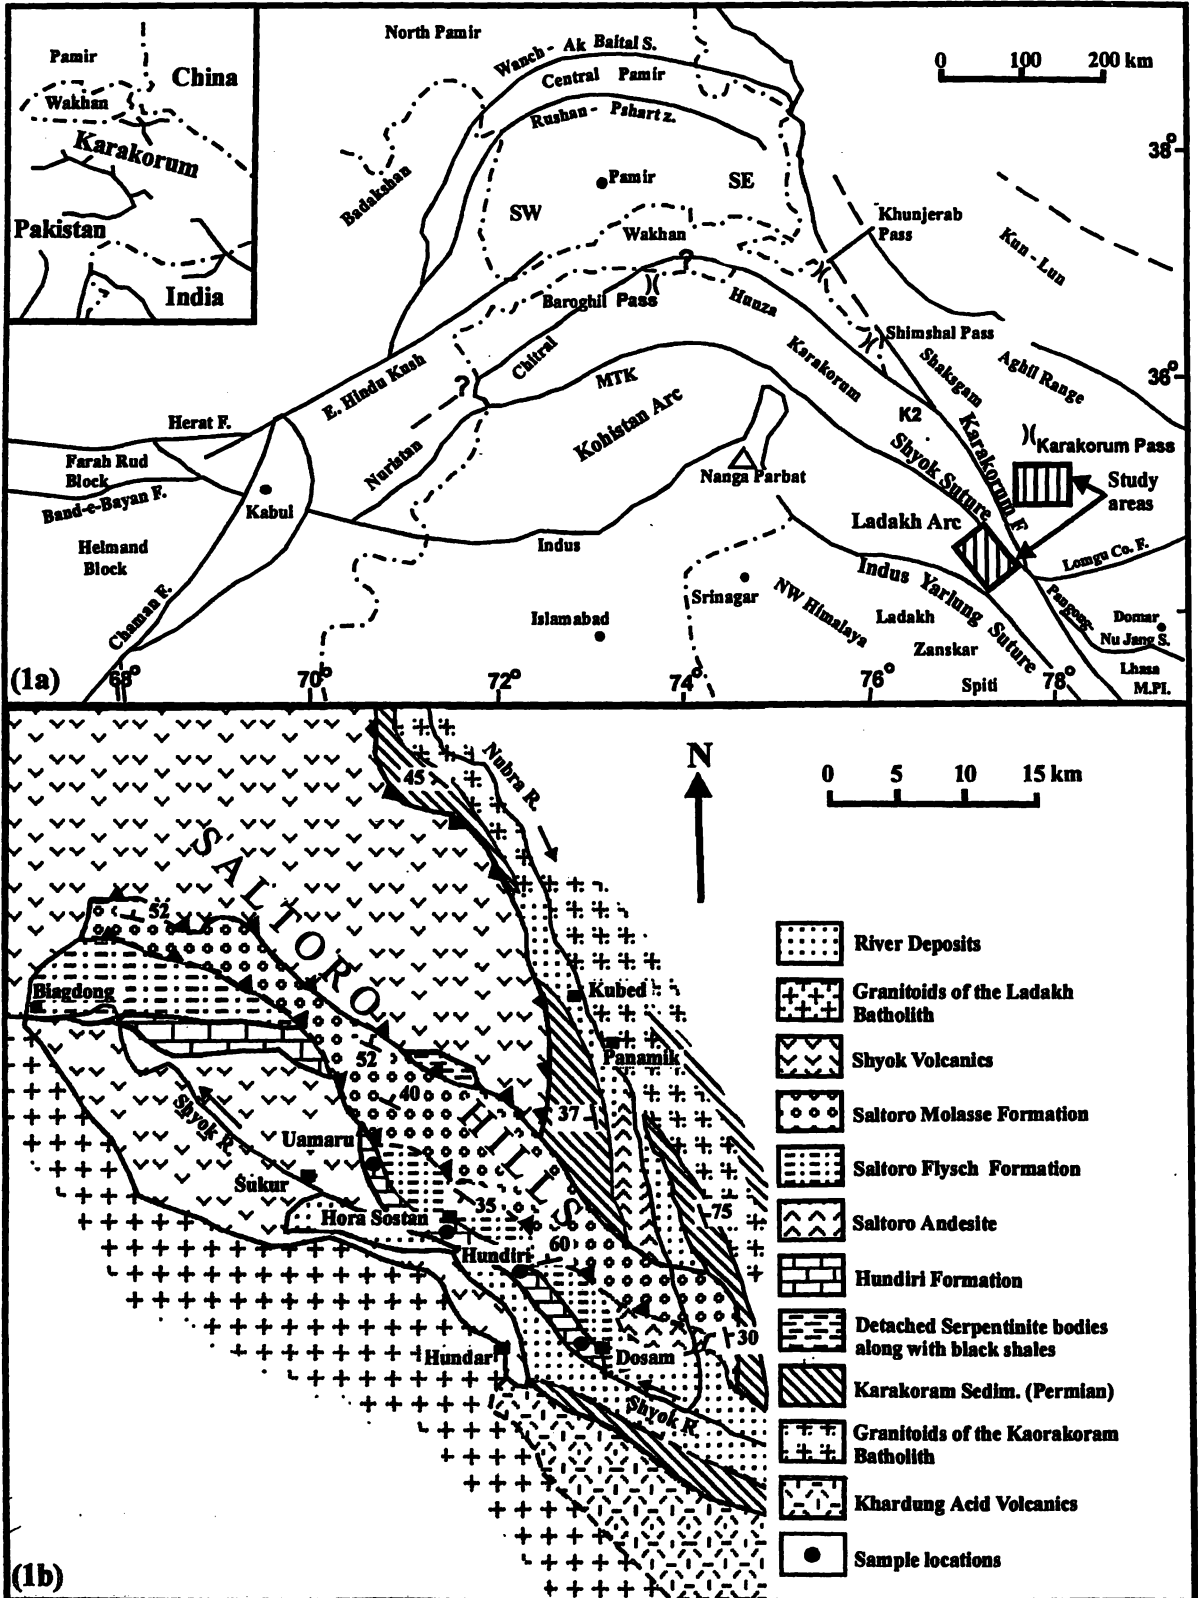 Pamir
China
Wakhan
Karakorum
Pakistan
India
North Pamir
Wanch - Ak Baital S.
Central Pamir
Rushan - Pshart z.
0 100 200 km
38°
Badakshan
Pamir
SE
SW
Wakhan
Khunjerab
Pass
Kun - Lun
?
Baroghil Pass
Hunza
Shimshal Pass
Chitral
Karakorum
Shaksgam
Aghil Range
36°
E. Hindu Kush
?
MTK
K2
Kohistan Arc
Herat F.
Karakorum F.
Karakorum Pass
Farah Rud
Block
Nuristan
Shyok Suture
Nanga Parbat
Study
areas
Band-e-Bayan F.
Kabul
Ladakh Arc
Helmand
Block
Indus
Lomgu Co. F.
Indus Yarlung Suture
Chaman F.
Srinagar
NW Himalaya
Pangong
Islamabad
Ladakh
Domar
Nu Jang S.
Zanskar
Lhasa
M.Pl.
Spiti
(1a)
68° 70° 72° 74° 76° 78°
Nubra R.
N
0 5 10 15 km
45
SALTORO HILLS
52
River Deposits
Biagdong
Kubed
Granitoids of the Ladakh
Batholith
Panamik
52
Shyok Volcanics
40
Shyok R.
37
Saltoro Molasse Formation
Uamaru
Saltoro Flysch Formation
Sukur
35
75
Hora Sostan
Saltoro Andesite
60
Hundiri
Hundiri Formation
30
Detached Serpentinite bodies
along with black shales
Hundar
Dosam
Karakoram Sedim. (Permian)
Shyok R.
Granitoids of the Kaorakoram
Batholith
Khardung Acid Volcanics
Sample locations
(1b)